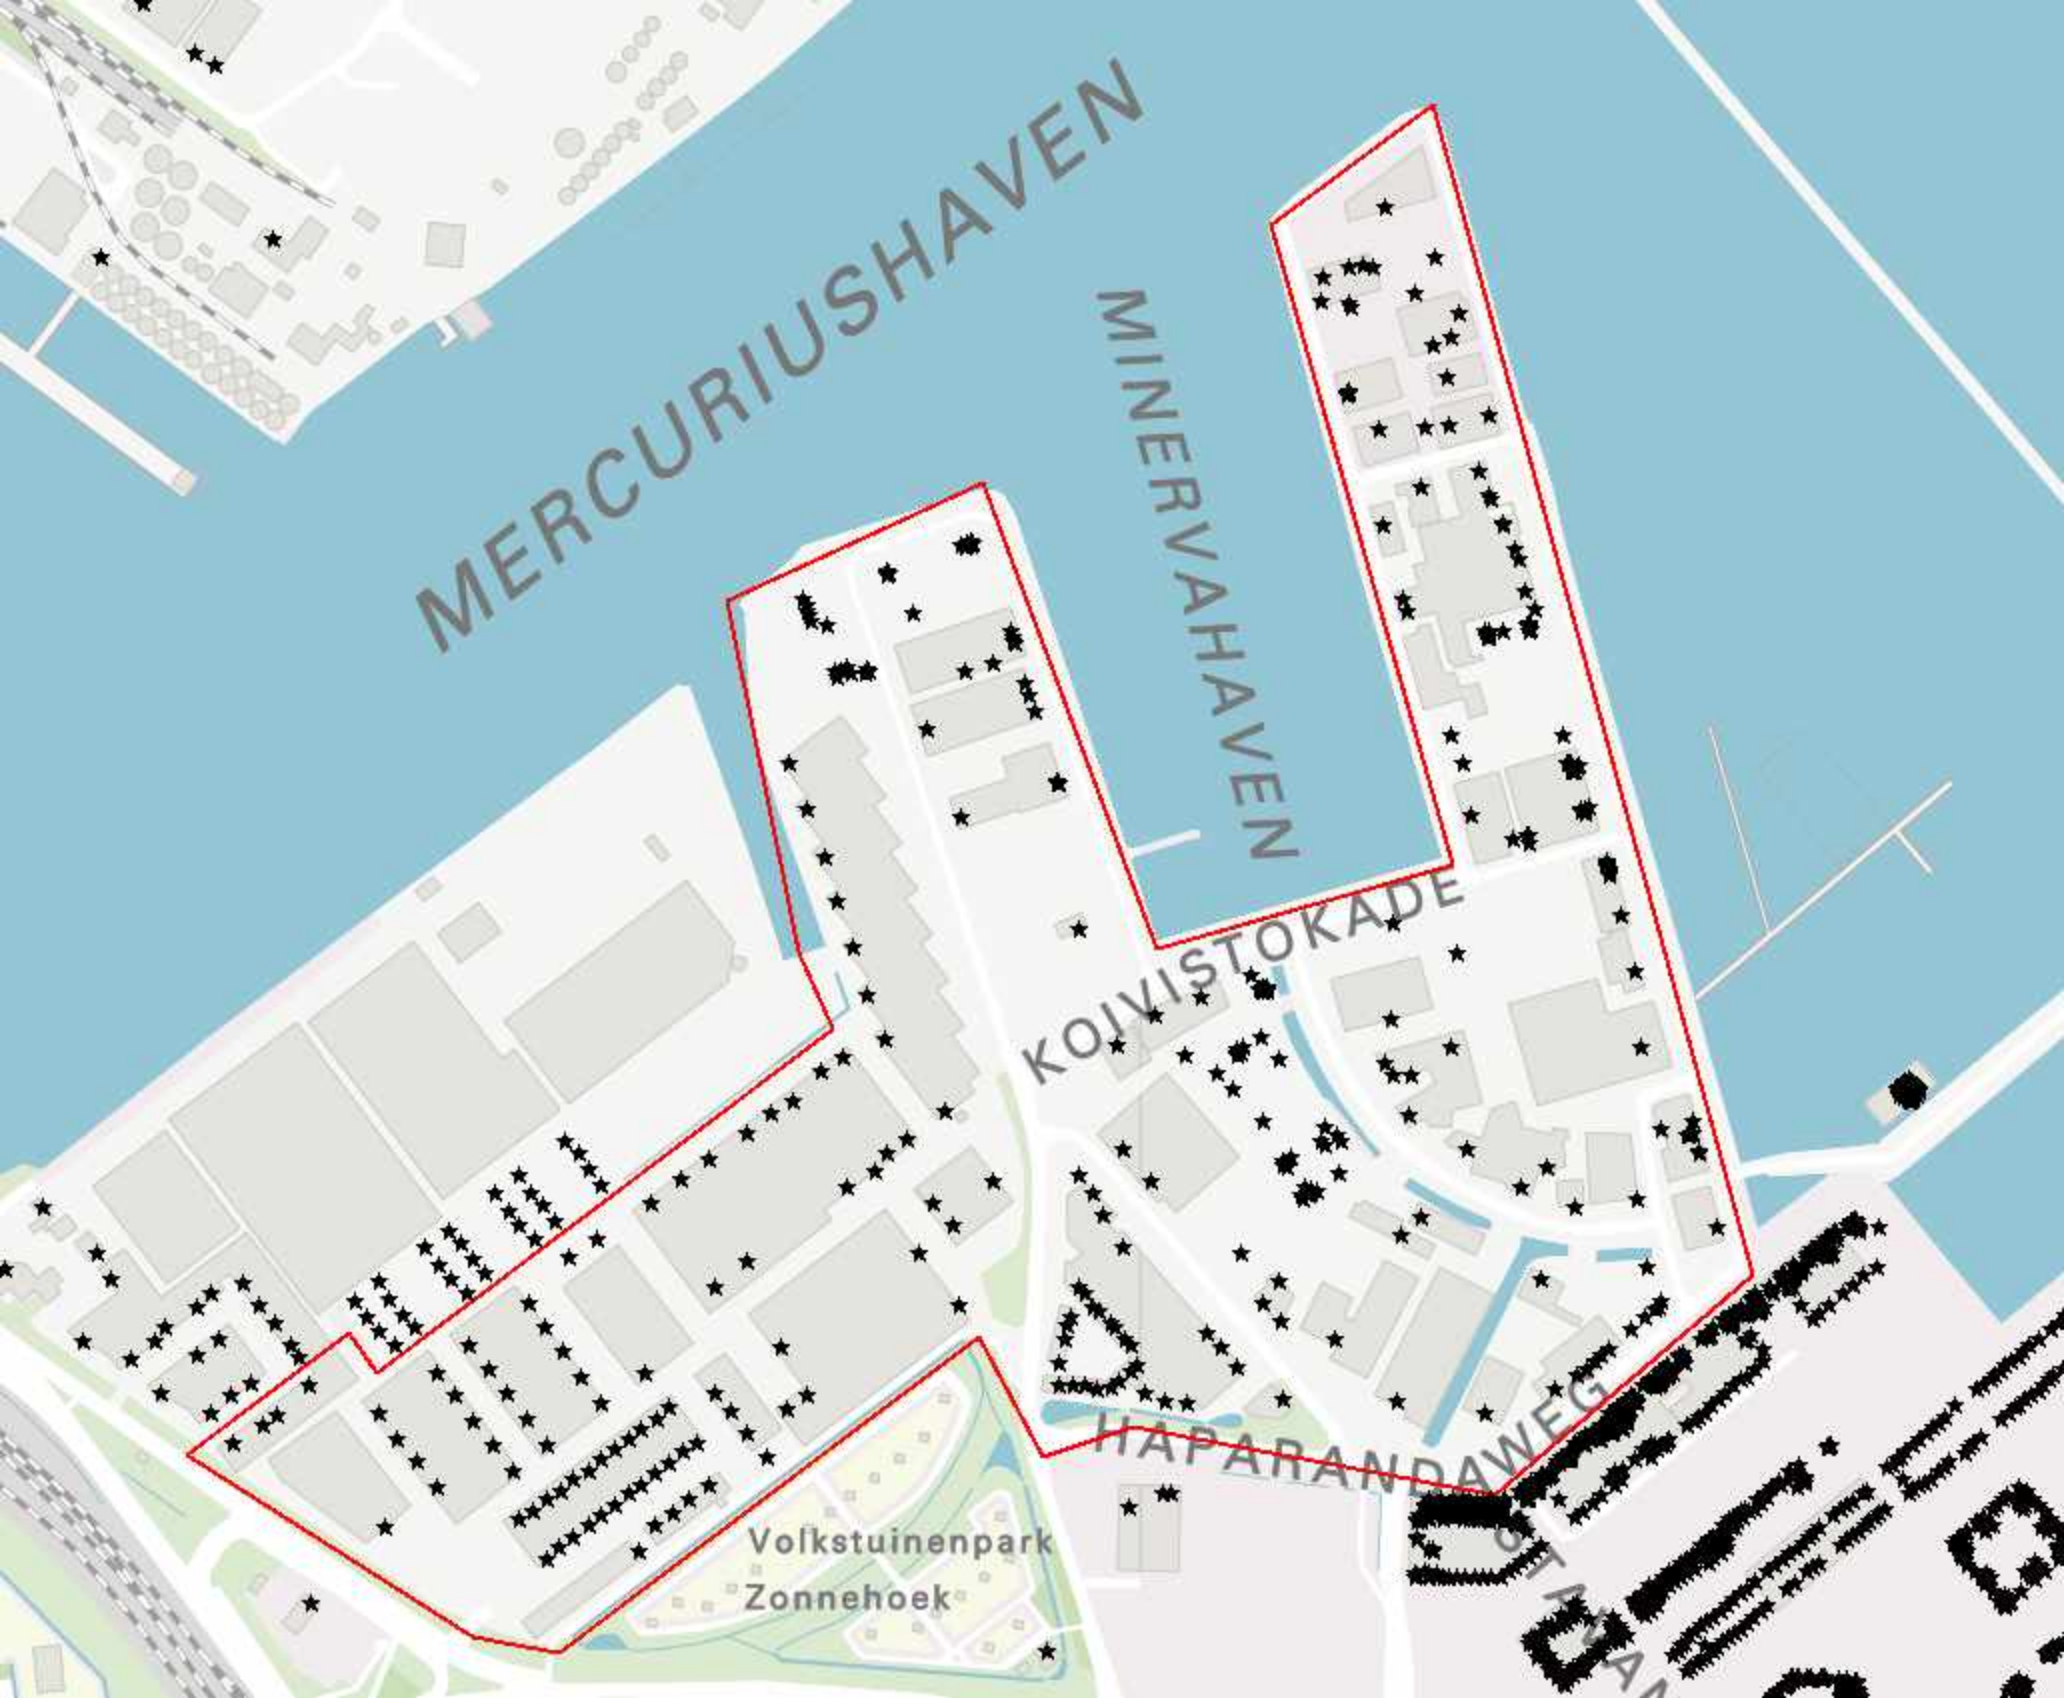 MERCURIUSHAVEN
MINERVAHAVEN
KOIVISTOKADE
HAPARANDAWEG
Volkstuinenpark
Zonnehoek